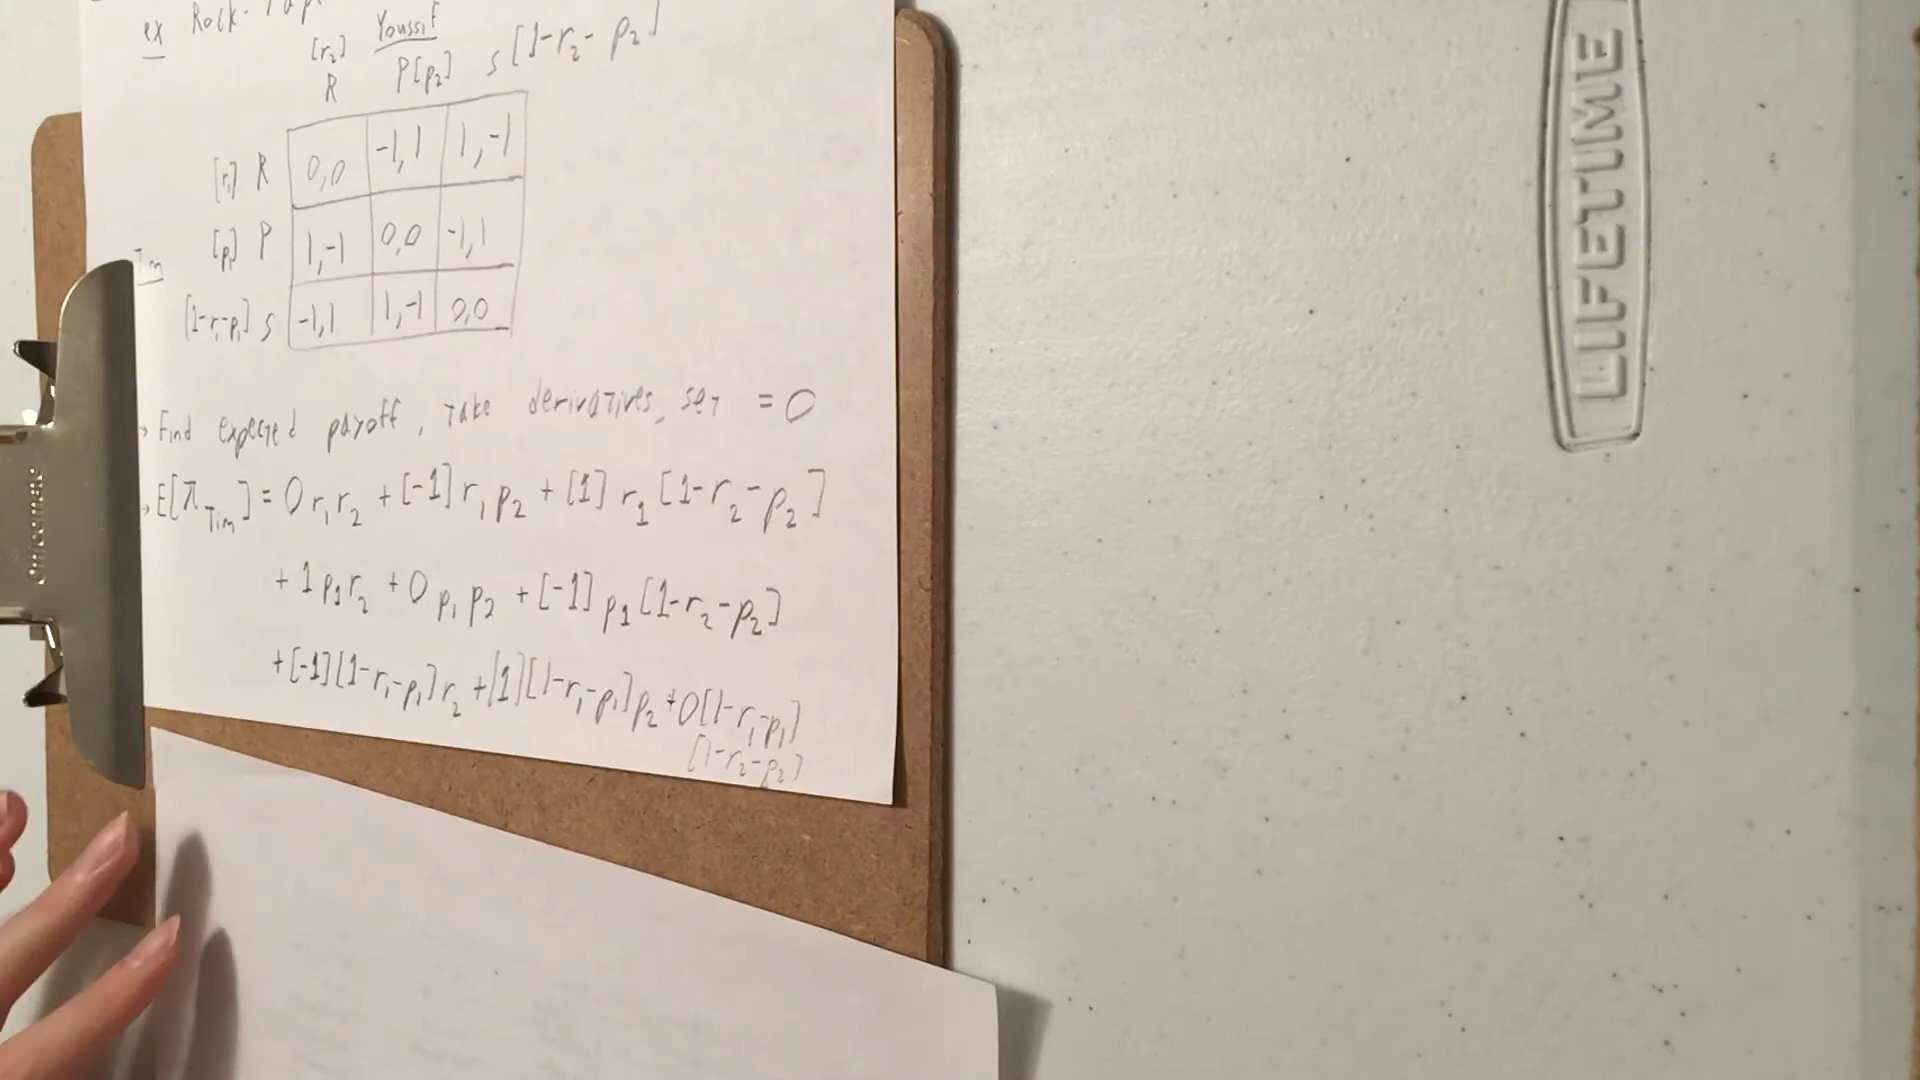 ex Rock-
Youssif
[r₂] P[p₂] s [1-r₂-p₂]
R
[r₁] R 0,0 -1,1 1,-1
[p₁] P 1,-1 0,0 -1,1
Tim
[1-r₁-p₁] s -1,1 1,-1 0,0
Find expected payoff, take derivatives, set = 0
E[π_Tim] = 0 r₁r₂ + [-1] r₁p₂ + [1] r₁ [1-r₂-p₂]
+ 1 p₁r₂ + 0 p₁p₂ + [-1] p₁ [1-r₂-p₂]
+ [-1][1-r₁-p₁] r₂ + [1][1-r₁-p₁] p₂ + 0[1-r₁-p₁]
[1-r₂-p₂]
LIFETIME
Officemate